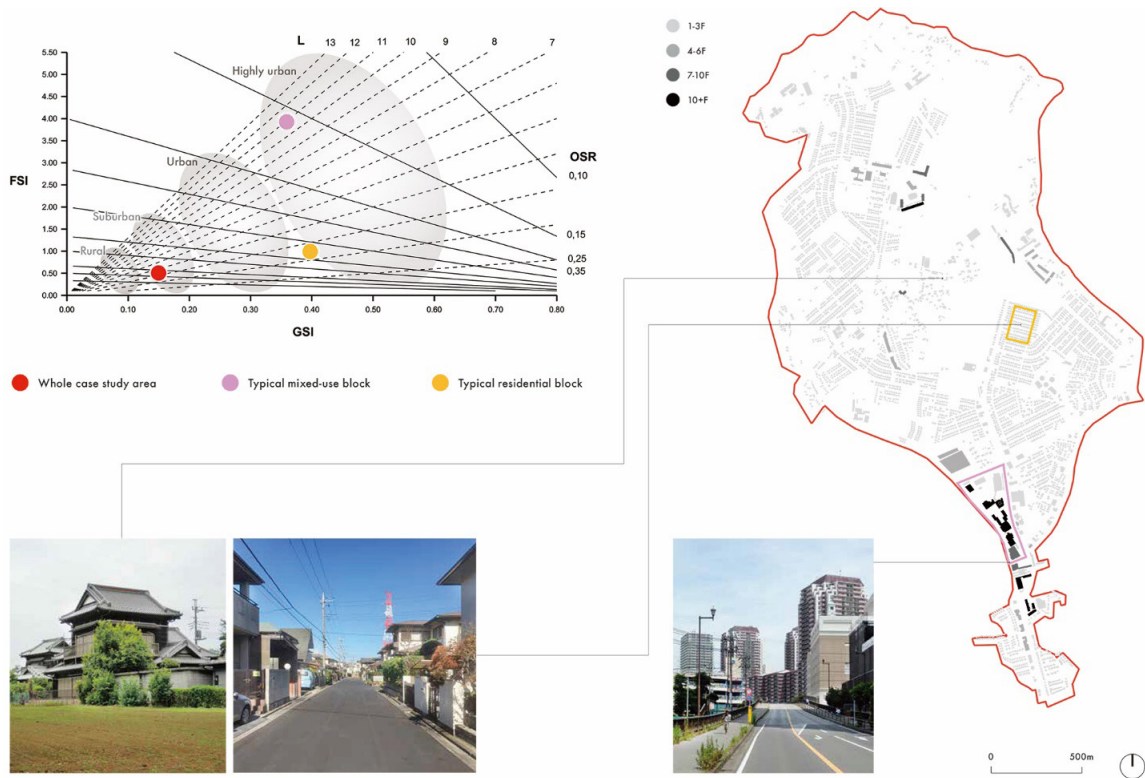 L
13
12
11
10
9
8
7
Highly urban
Urban
Suburban
Rural
FSI
5.50
5.00
4.50
4.00
3.50
3.00
2.50
2.00
1.50
1.00
0.50
0.00
0.00
0.10
0.20
0.30
0.40
0.50
0.60
0.70
0.80
GSI
OSR
0,10
0,15
0,25
0,35
Whole case study area
Typical mixed-use block
Typical residential block
1-3F
4-6F
7-10F
10+F
0
500m